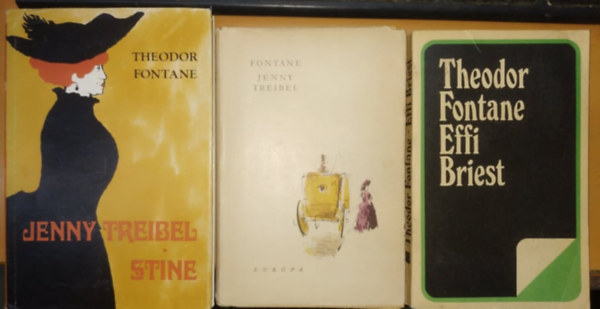 THEODOR
FONTANE
JENNY TREIBEL
STINE
FONTANE
JENNY
TREIBEL
EURÓPA
Theodor Fontane · Effi Briest
Theodor
Fontane
Effi
Briest